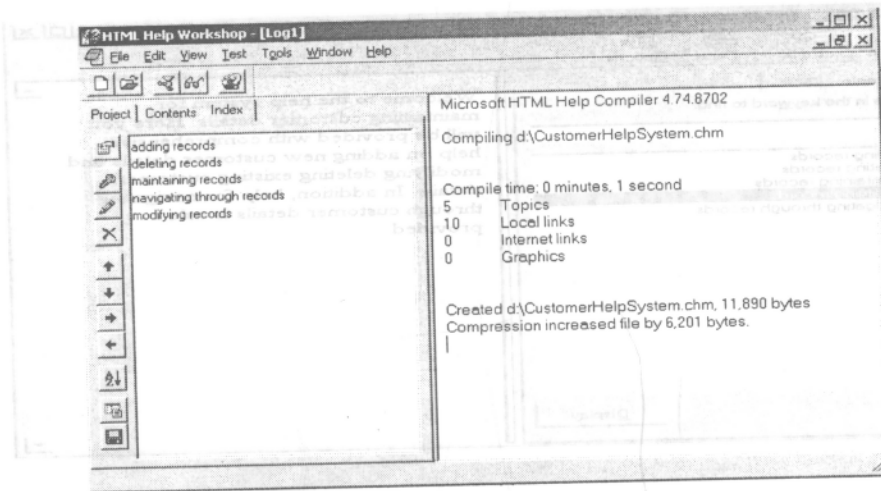 HTML Help Workshop - [Log1]
File Edit View Test Tools Window Help
Project Contents Index
adding records
deleting records
maintaining records
navigating through records
modifying records
Microsoft HTML Help Compiler 4.74.8702
Compiling d:\CustomerHelpSystem.chm
Compile time: 0 minutes, 1 second
5 Topics
10 Local links
0 Internet links
0 Graphics
Created d:\CustomerHelpSystem.chm, 11,890 bytes
Compression increased file by 6,201 bytes.